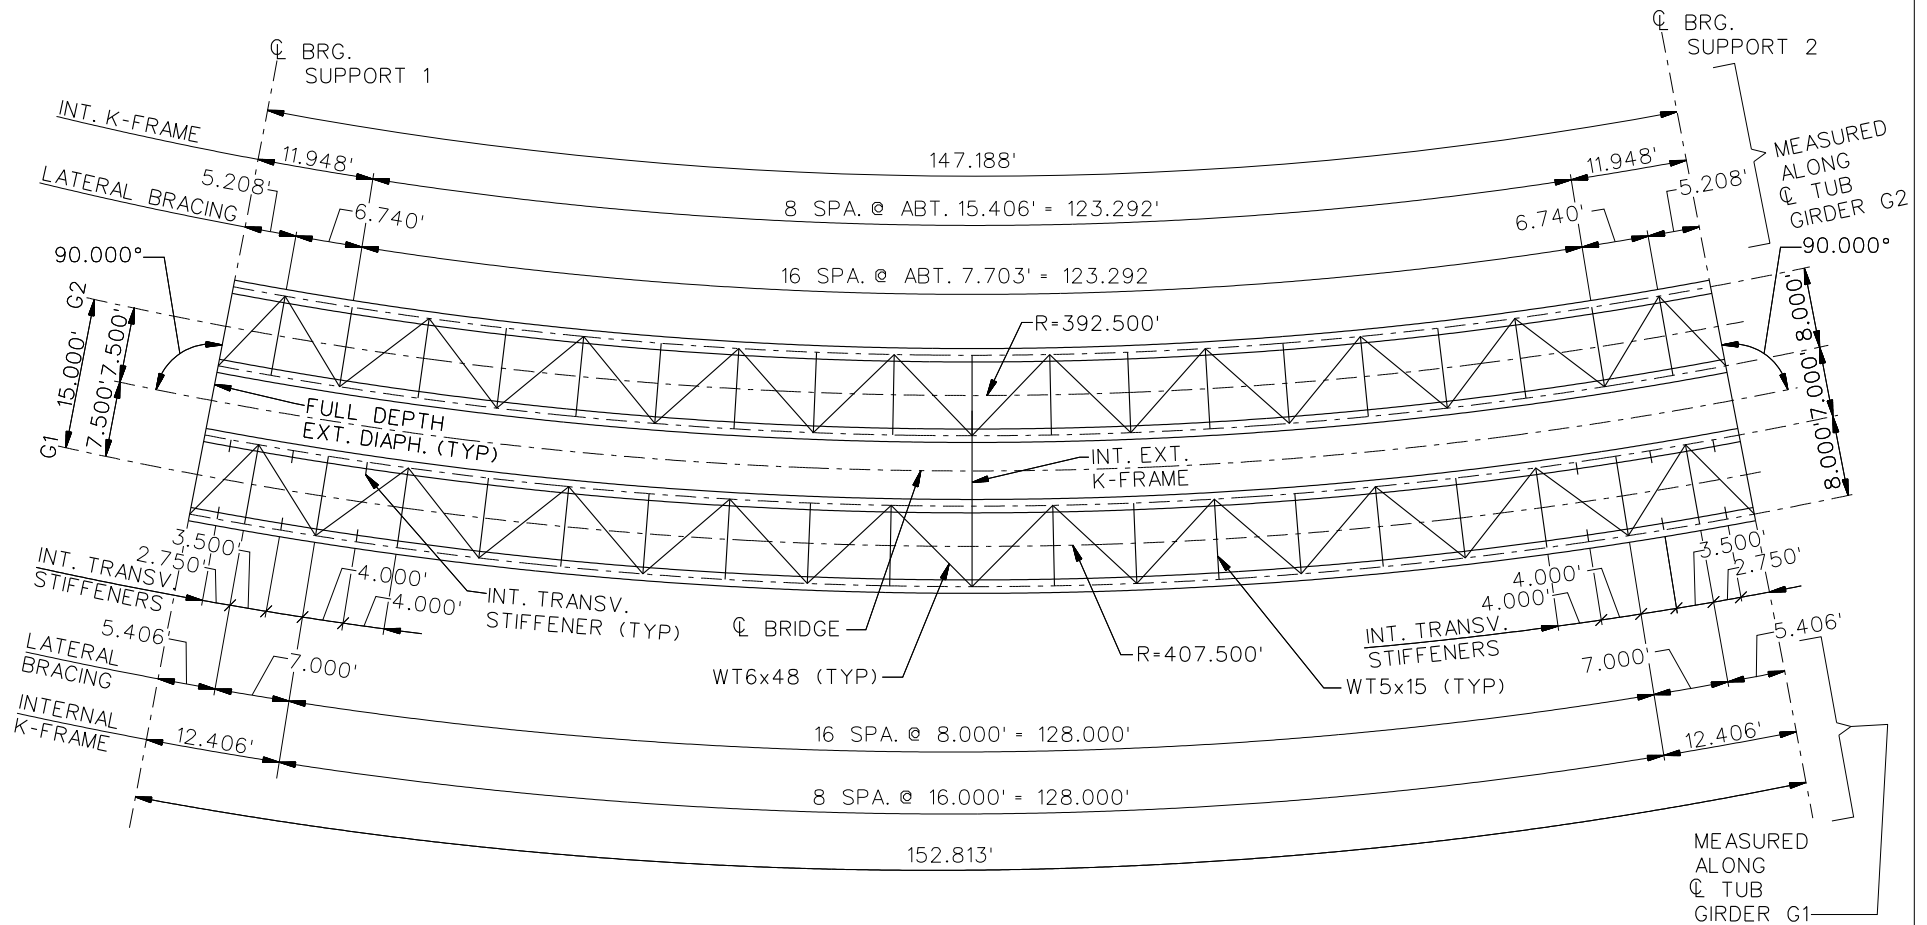 ℄ BRG.
SUPPORT 1
℄ BRG.
SUPPORT 2
147.188'
INT. K-FRAME
11.948'
8 SPA. @ ABT. 15.406' = 123.292'
11.948'
LATERAL BRACING
5.208'
6.740'
16 SPA. @ ABT. 7.703' = 123.292
6.740'
5.208'
MEASURED
ALONG
℄ TUB
GIRDER G2
90.000°
90.000°
G2
G1
15.000'
7.500'
7.500'
R=392.500'
8.000'
7.000'
8.000'
FULL DEPTH
EXT. DIAPH. (TYP)
INT. EXT.
K-FRAME
INT. TRANSV.
STIFFENERS
2.750'
3.500'
4.000'
4.000'
INT. TRANSV.
STIFFENER (TYP)
℄ BRIDGE
WT6x48 (TYP)
R=407.500'
WT5x15 (TYP)
INT. TRANSV.
STIFFENERS
4.000'
4.000'
3.500'
2.750'
LATERAL
BRACING
5.406'
7.000'
16 SPA. @ 8.000' = 128.000'
7.000'
5.406'
INTERNAL
K-FRAME
12.406'
8 SPA. @ 16.000' = 128.000'
12.406'
152.813'
MEASURED
ALONG
℄ TUB
GIRDER G1